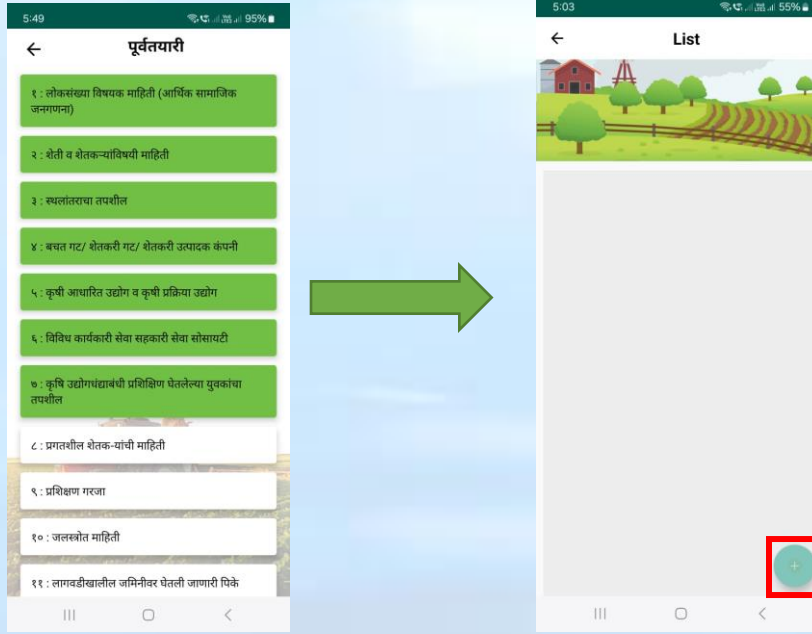 5:49
95%
पूर्वतयारी
१ : लोकसंख्या विषयक माहिती (आर्थिक सामाजिक
जनगणना)
२ : शेती व शेतकऱ्यांविषयी माहिती
३ : स्थलांतराचा तपशील
४ : बचत गट/ शेतकरी गट/ शेतकरी उत्पादक कंपनी
५ : कृषी आधारित उद्योग व कृषी प्रक्रिया उद्योग
६ : विविध कार्यकारी सेवा सहकारी सेवा सोसायटी
७ : कृषि उद्योगधंद्याबंधी प्रशिक्षिण घेतलेल्या युवकांचा
तपशील
८ : प्रगतशील शेतक-यांची माहिती
९ : प्रशिक्षण गरजा
१० : जलस्त्रोत माहिती
११ : लागवडीखालील जमिनीवर घेतली जाणारी पिके
5:03
55%
List